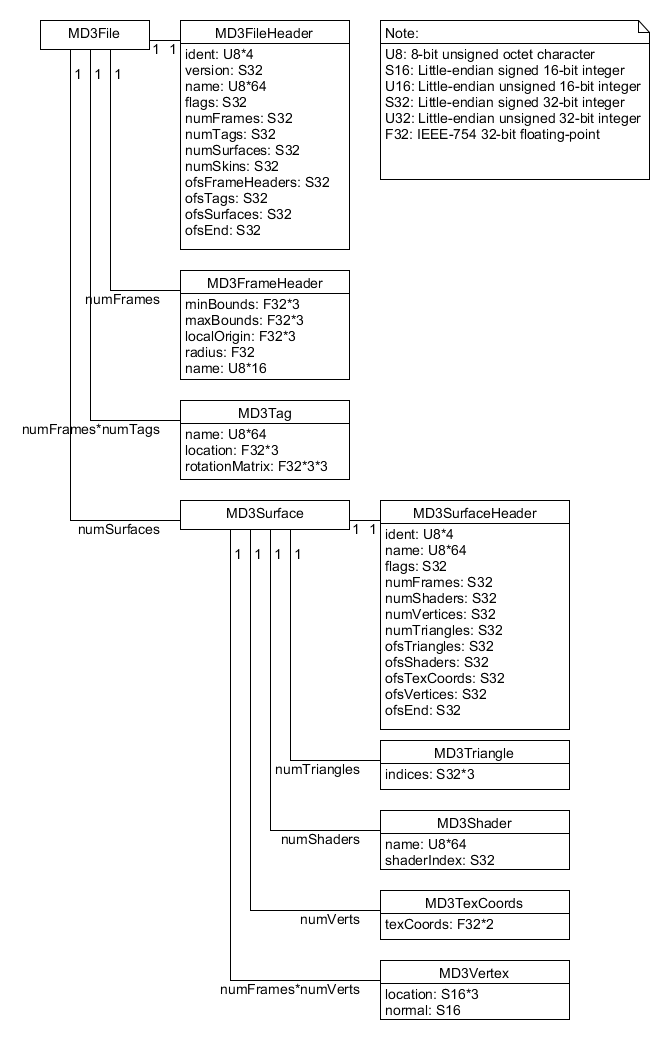 MD3File
1 1
1 1 1
MD3FileHeader
ident: U8*4
version: S32
name: U8*64
flags: S32
numFrames: S32
numTags: S32
numSurfaces: S32
numSkins: S32
ofsFrameHeaders: S32
ofsTags: S32
ofsSurfaces: S32
ofsEnd: S32
Note:
U8: 8-bit unsigned octet character
S16: Little-endian signed 16-bit integer
U16: Little-endian unsigned 16-bit integer
S32: Little-endian signed 32-bit integer
U32: Little-endian unsigned 32-bit integer
F32: IEEE-754 32-bit floating-point
numFrames
MD3FrameHeader
minBounds: F32*3
maxBounds: F32*3
localOrigin: F32*3
radius: F32
name: U8*16
numFrames*numTags
MD3Tag
name: U8*64
location: F32*3
rotationMatrix: F32*3*3
numSurfaces
MD3Surface
1 1
1 1 1 1
MD3SurfaceHeader
ident: U8*4
name: U8*64
flags: S32
numFrames: S32
numShaders: S32
numVertices: S32
numTriangles: S32
ofsTriangles: S32
ofsShaders: S32
ofsTexCoords: S32
ofsVertices: S32
ofsEnd: S32
numTriangles
MD3Triangle
indices: S32*3
numShaders
MD3Shader
name: U8*64
shaderIndex: S32
numVerts
MD3TexCoords
texCoords: F32*2
numFrames*numVerts
MD3Vertex
location: S16*3
normal: S16